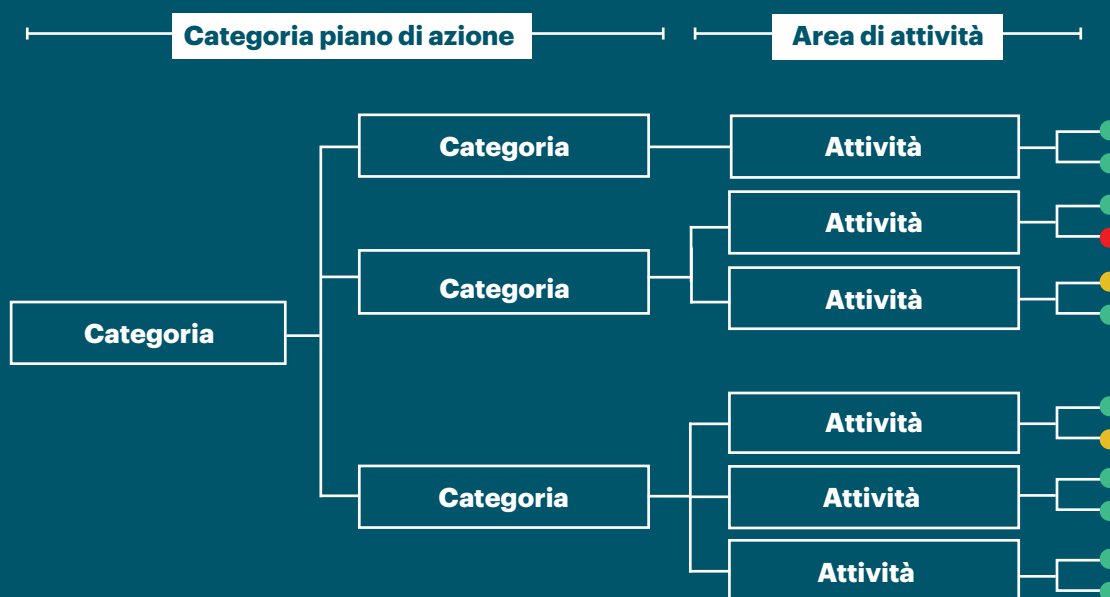 Categoria piano di azione
Area di attività
Categoria
Attività
Attività
Categoria
Attività
Categoria
Attività
Categoria
Attività
Attività